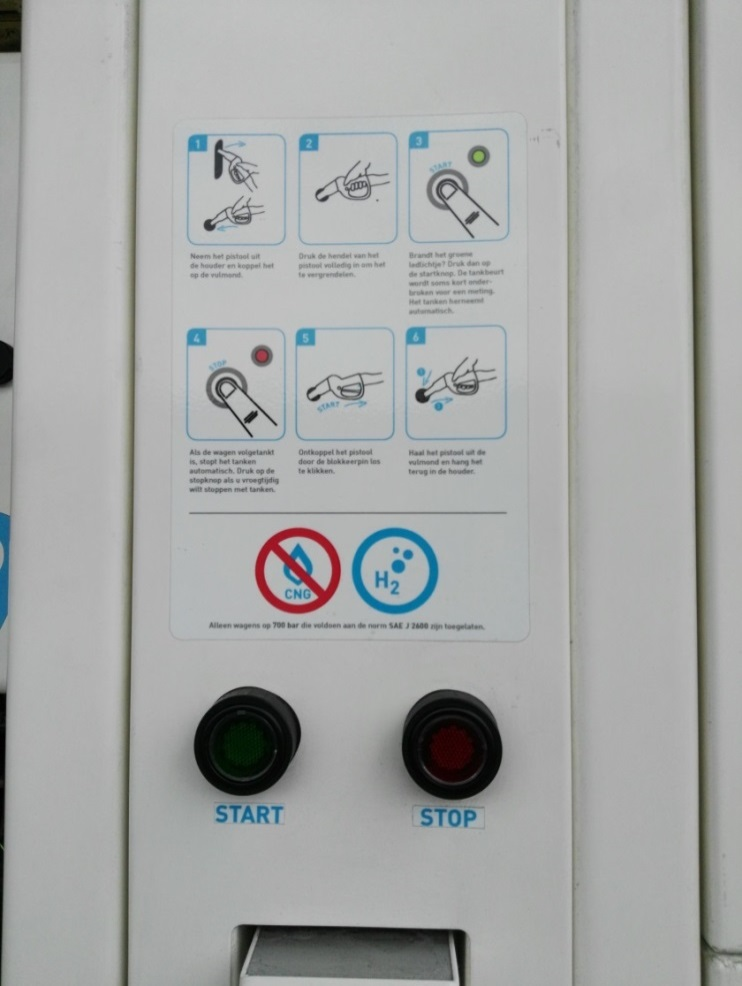 1
2
3
START
Neem het pistool uit
de houder en koppel het
op de vulmond.
Druk de hendel van het
pistool volledig in om het
te vergrendelen.
Brandt het groene
ledlichtje? Druk dan op
de startknop. De tankbeurt
wordt soms kort onder-
broken voor een meting.
Het tanken herneemt
automatisch.
4
STOP
5
START
6
1
2
Als de wagen volgetankt
is, stopt het tanken
automatisch. Druk op de
stopknop als u vroegtijdig
wilt stoppen met tanken.
Ontkoppel het pistool
door de blokkeerpin los
te klikken.
Haal het pistool uit de
vulmond en hang het
terug in de houder.
CNG
H2
Alleen wagens op 700 bar die voldoen aan de norm SAE J 2600 zijn toegelaten.
START
STOP